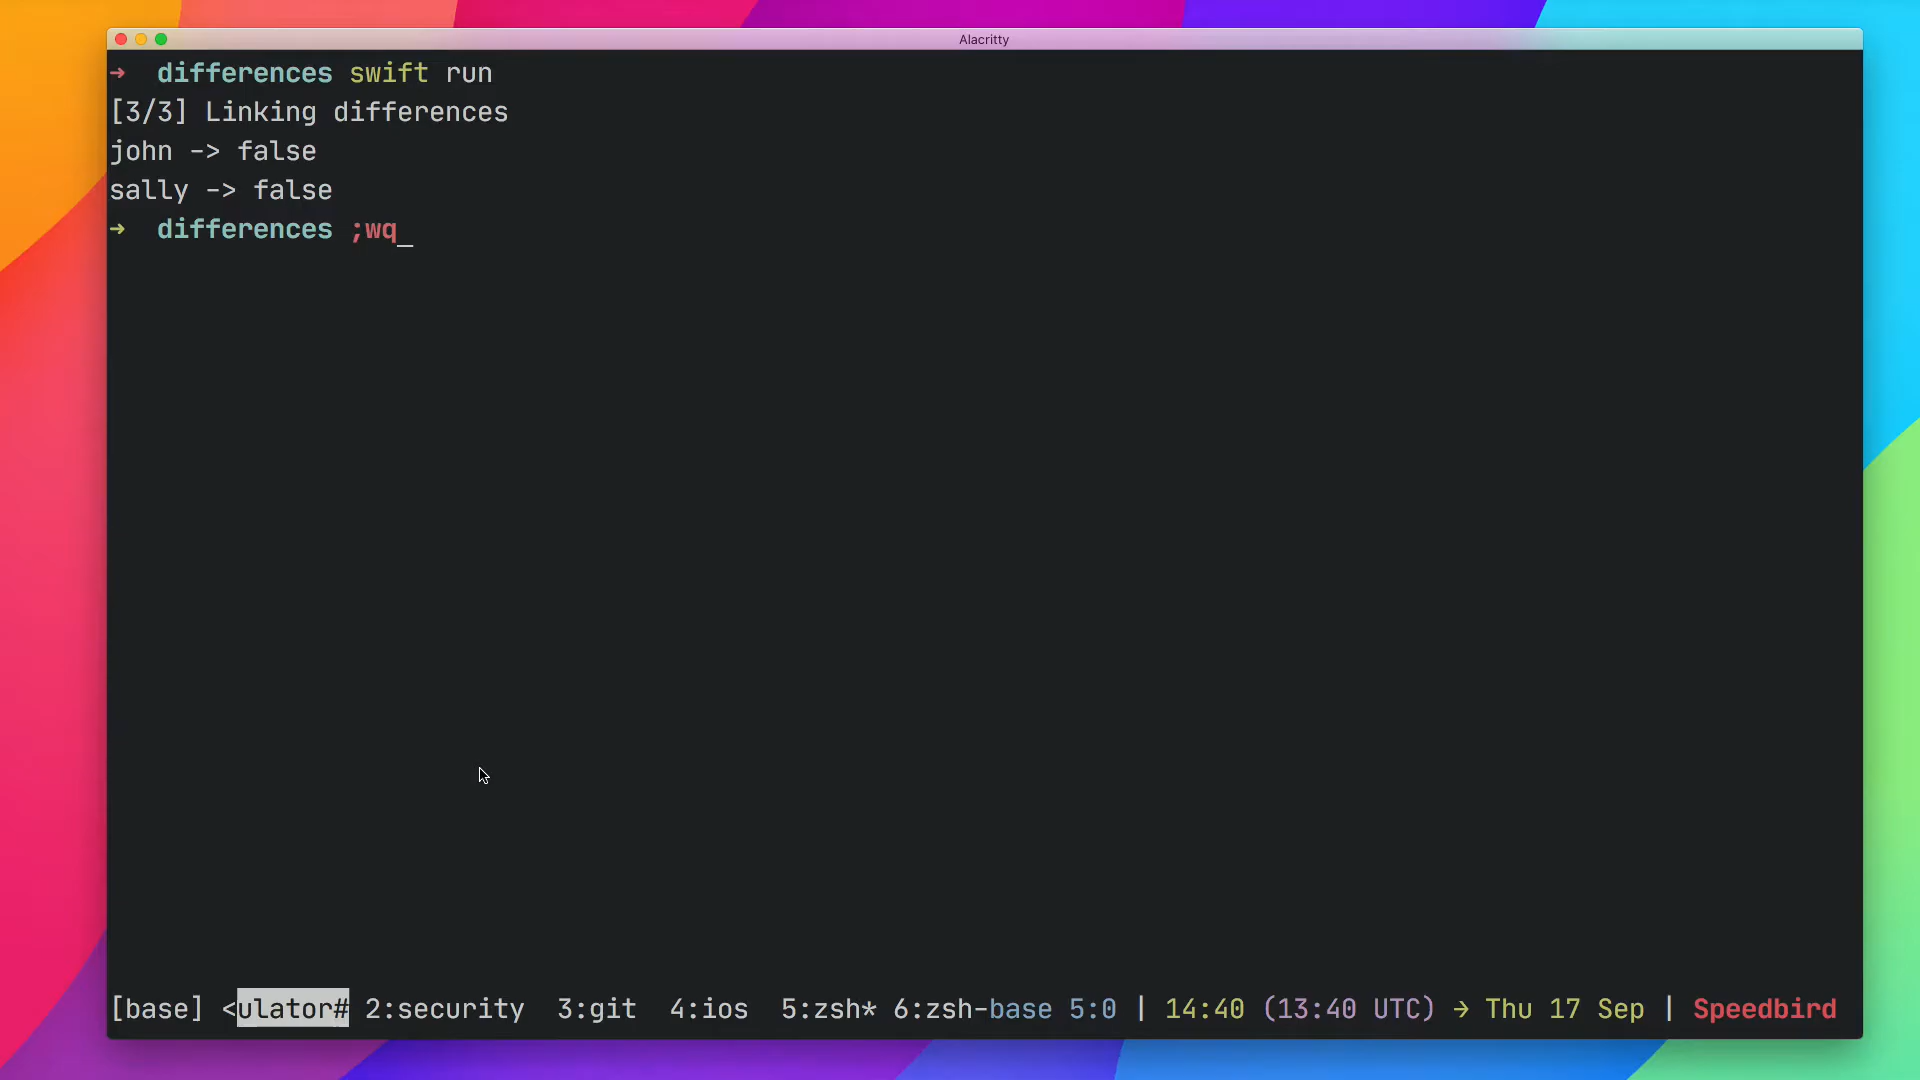 Alacritty
➜  differences swift run
[3/3] Linking differences
john -> false
sally -> false
➜  differences ;wq_
[base] <ulator# 2:security  3:git  4:ios  5:zsh* 6:zsh-base 5:0 | 14:40 (13:40 UTC) → Thu 17 Sep | Speedbird